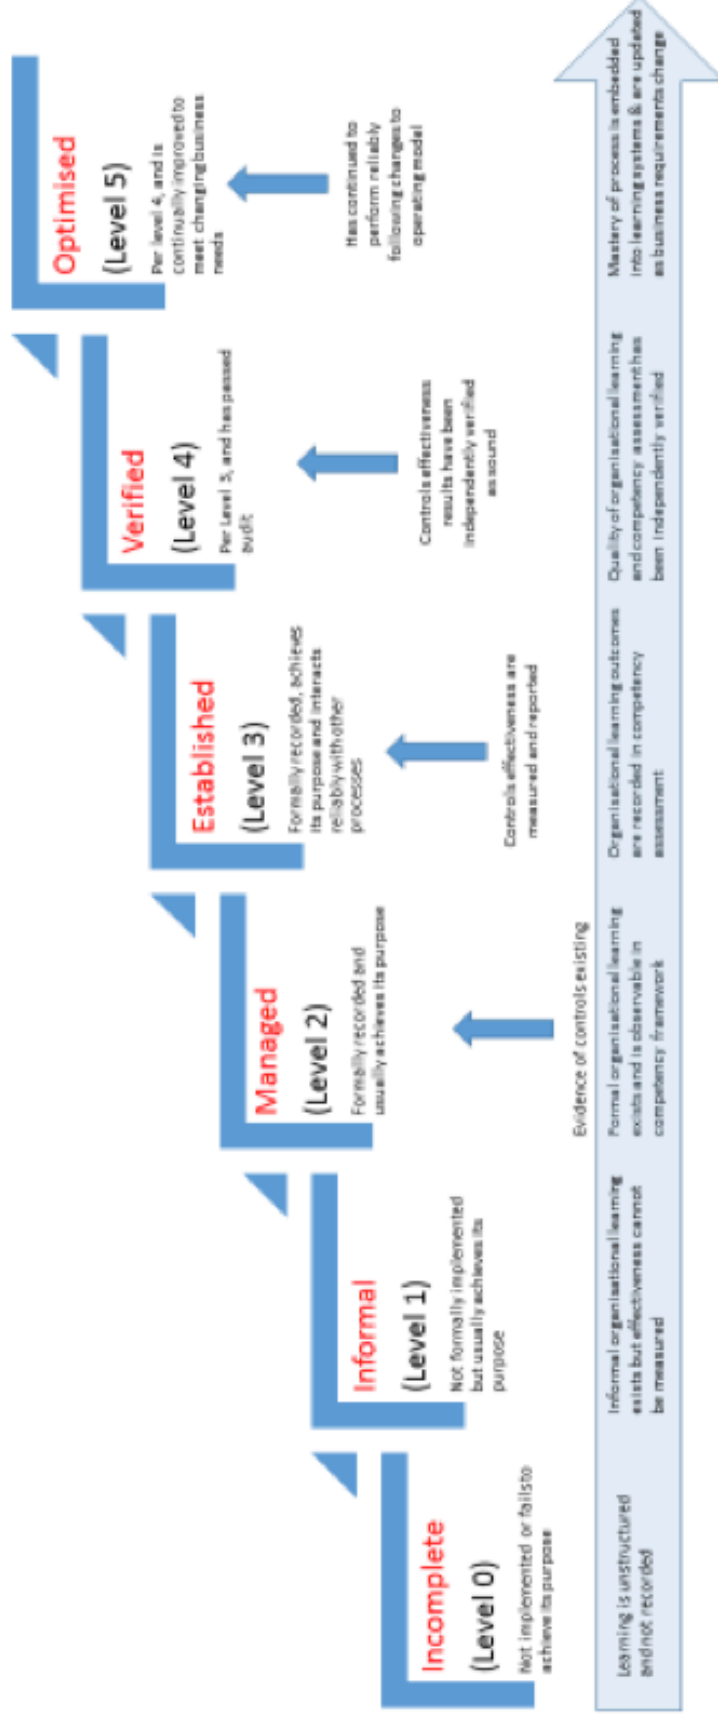 Incomplete
(Level 0)
Not implemented or fails to
achieve its purpose
Informal
(Level 1)
Not formally implemented
but usually achieves its
purpose
Managed
(Level 2)
Formally recorded and
usually achieves its purpose
Evidence of controls existing
Established
(Level 3)
Formally recorded, achieves
its purpose and interacts
reliably with other
processes
Controls effectiveness are
measured and reported
Verified
(Level 4)
Per Level 3, and has passed
audit
Controls effectiveness
results have been
independently verified
as sound
Optimised
(Level 5)
Per level 4, and is
continually improved to
meet changing business
needs
Has continued to
perform reliably
following changes to
operating model
Learning is unstructured
and not recorded
Informal organisational learning
exists but effectiveness cannot
be measured
Formal organisational learning
exists and is observable in
competency framework
Organisational learning outcomes
are recorded in competency
assessment
Quality of organisational learning
and competency assessment has
been independently verified
Mastery of process is embedded
into learning systems & are updated
as business requirements change